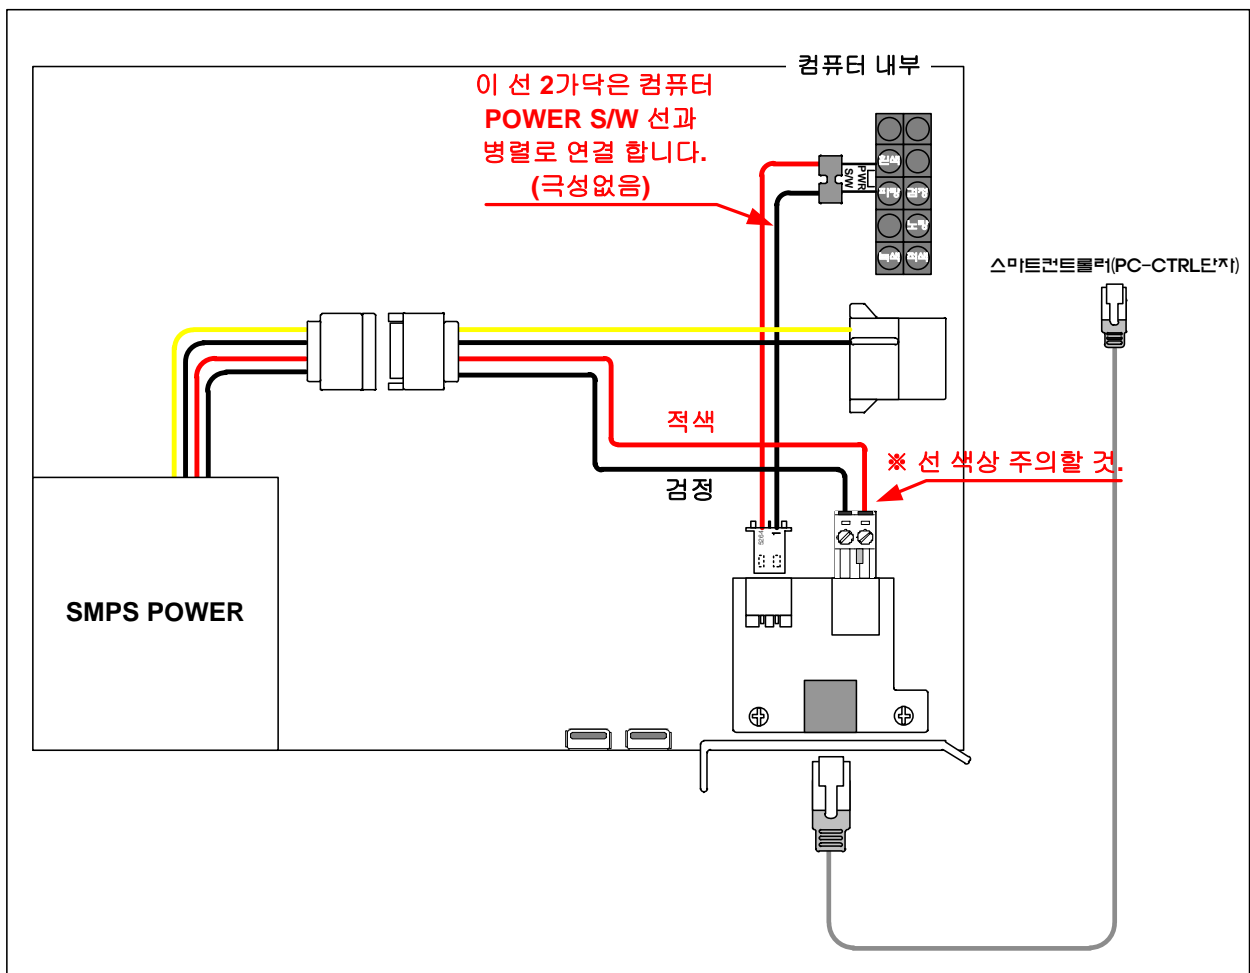 컴퓨터 내부
이 선 2가닥은 컴퓨터
POWER S/W 선과
병렬로 연결 합니다.
(극성없음)
PWR
S/W
흰색
파랑
검정
노랑
녹색
적색
스마트컨트롤러(PC-CTRL단자)
적색
※ 선 색상 주의할 것.
검정
5264
1
SMPS POWER